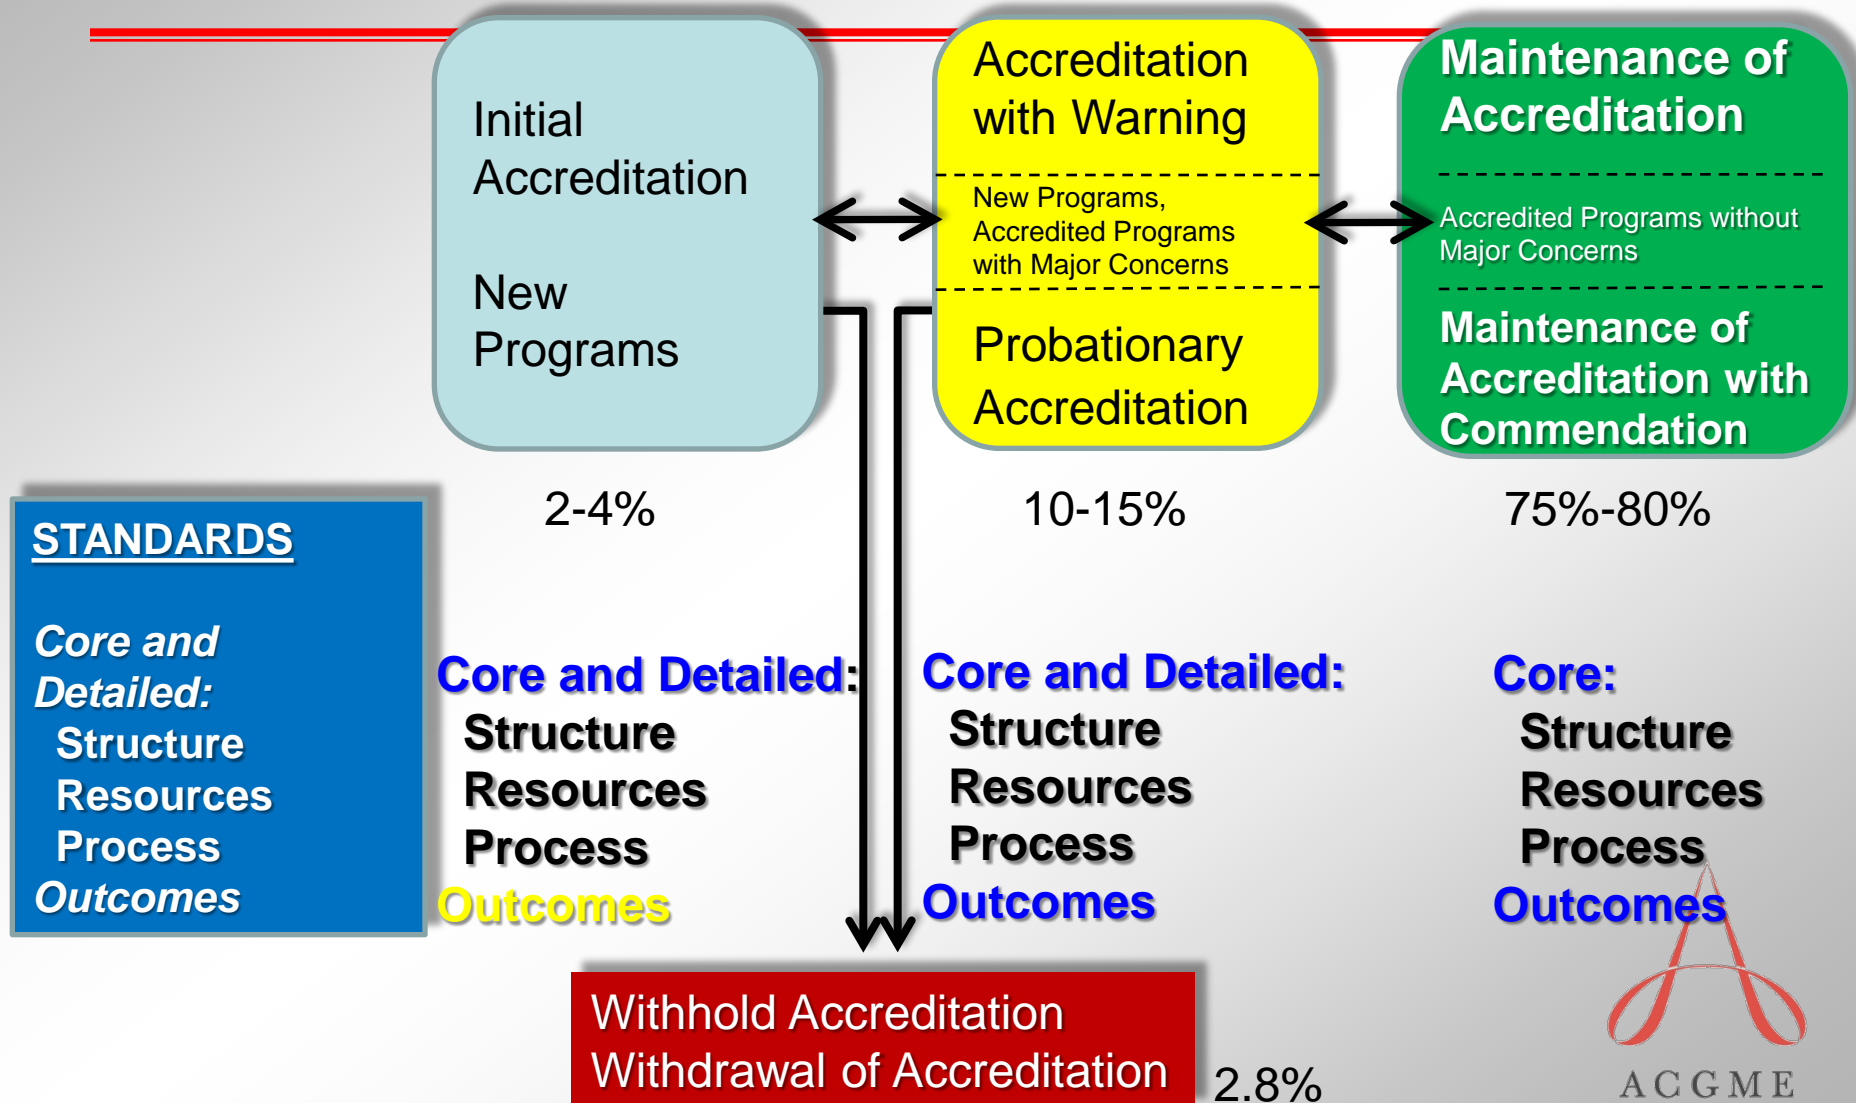 Initial
Accreditation
New
Programs
Accreditation
with Warning
New Programs,
Accredited Programs
with Major Concerns
Probationary
Accreditation
Maintenance of
Accreditation
Accredited Programs without
Major Concerns
Maintenance of
Accreditation with
Commendation
2-4%
10-15%
75%-80%
STANDARDS
Core and
Detailed:
Structure
Resources
Process
Outcomes
Core and Detailed:
Structure
Resources
Process
Outcomes
Core and Detailed:
Structure
Resources
Process
Outcomes
Core:
Structure
Resources
Process
Outcomes
Withhold Accreditation
Withdrawal of Accreditation
2.8%
ACGME